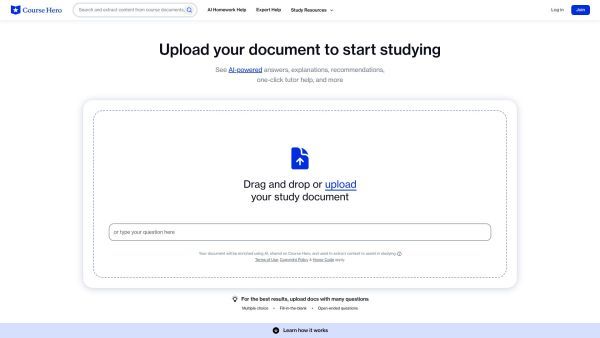 Course Hero
Search and extract content from course documents,
AI Homework Help
Expert Help
Study Resources
Log in
Join
Upload your document to start studying
See AI-powered answers, explanations, recommendations,
one-click tutor help, and more
Drag and drop or upload
your study document
or type your question here
Your document will be enriched using AI, shared on Course Hero, and used to extract content to assist in studying
Terms of Use, Copyright Policy & Honor Code apply
For the best results, upload docs with many questions
Multiple choice • Fill-in-the-blank • Open-ended questions
Learn how it works